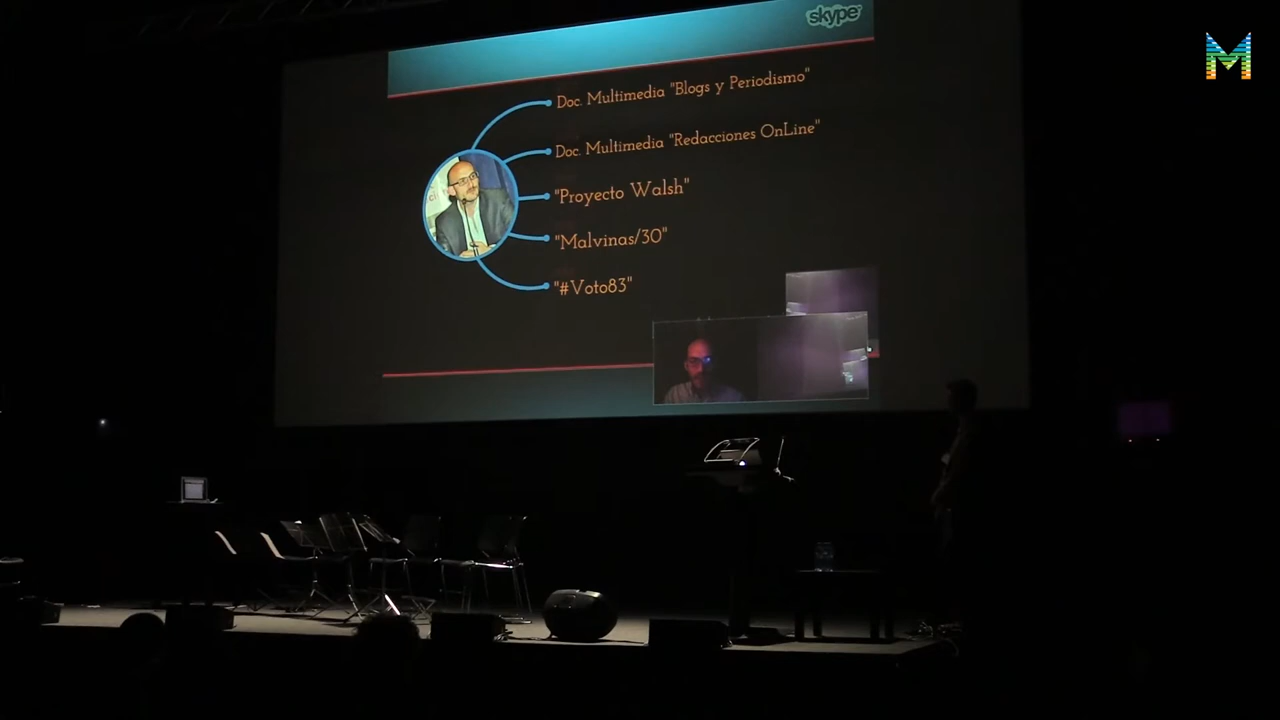 skype
M
Doc. Multimedia "Blogs y Periodismo"
Doc. Multimedia "Redacciones OnLine"
"Proyecto Walsh"
"Malvinas/30"
"#Voto83"